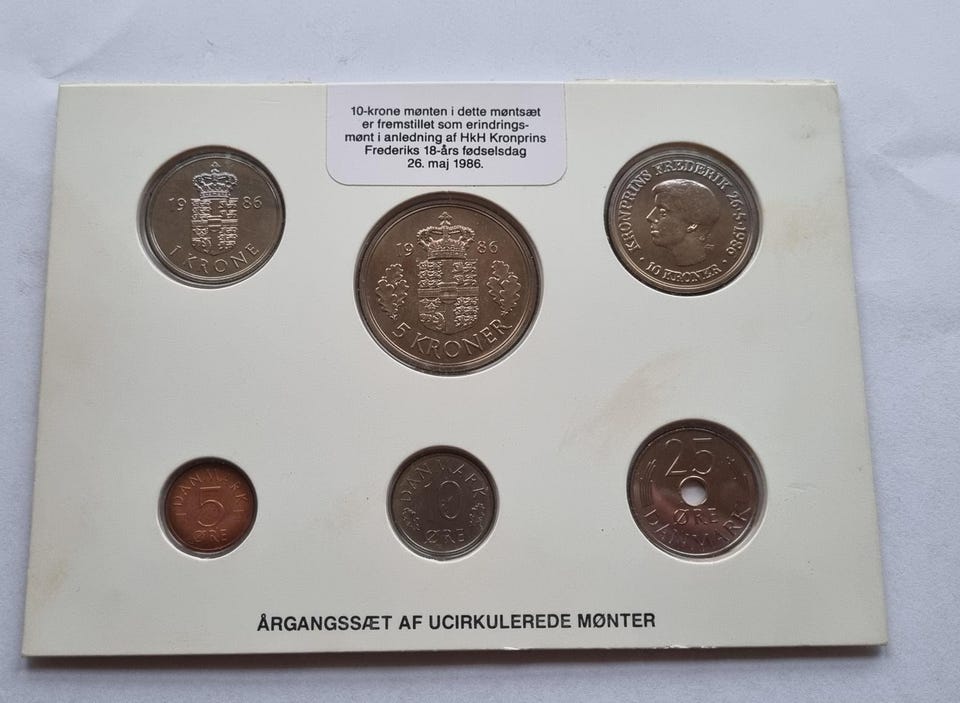 10-krone mønten i dette møntsæt
er fremstillet som erindrings-
mønt i anledning af HkH Kronprins
Frederiks 18-års fødselsdag
26. maj 1986.
19 86
1 KRONE
19 86
5 KRONER
KRONPRINS FREDERIK 26·5·1986
· 10 KRONER ·
DANMARK
5
ØRE
DANMARK
10
ØRE
25
ØRE
DANMARK
ÅRGANGSSÆT AF UCIRKULEREDE MØNTER